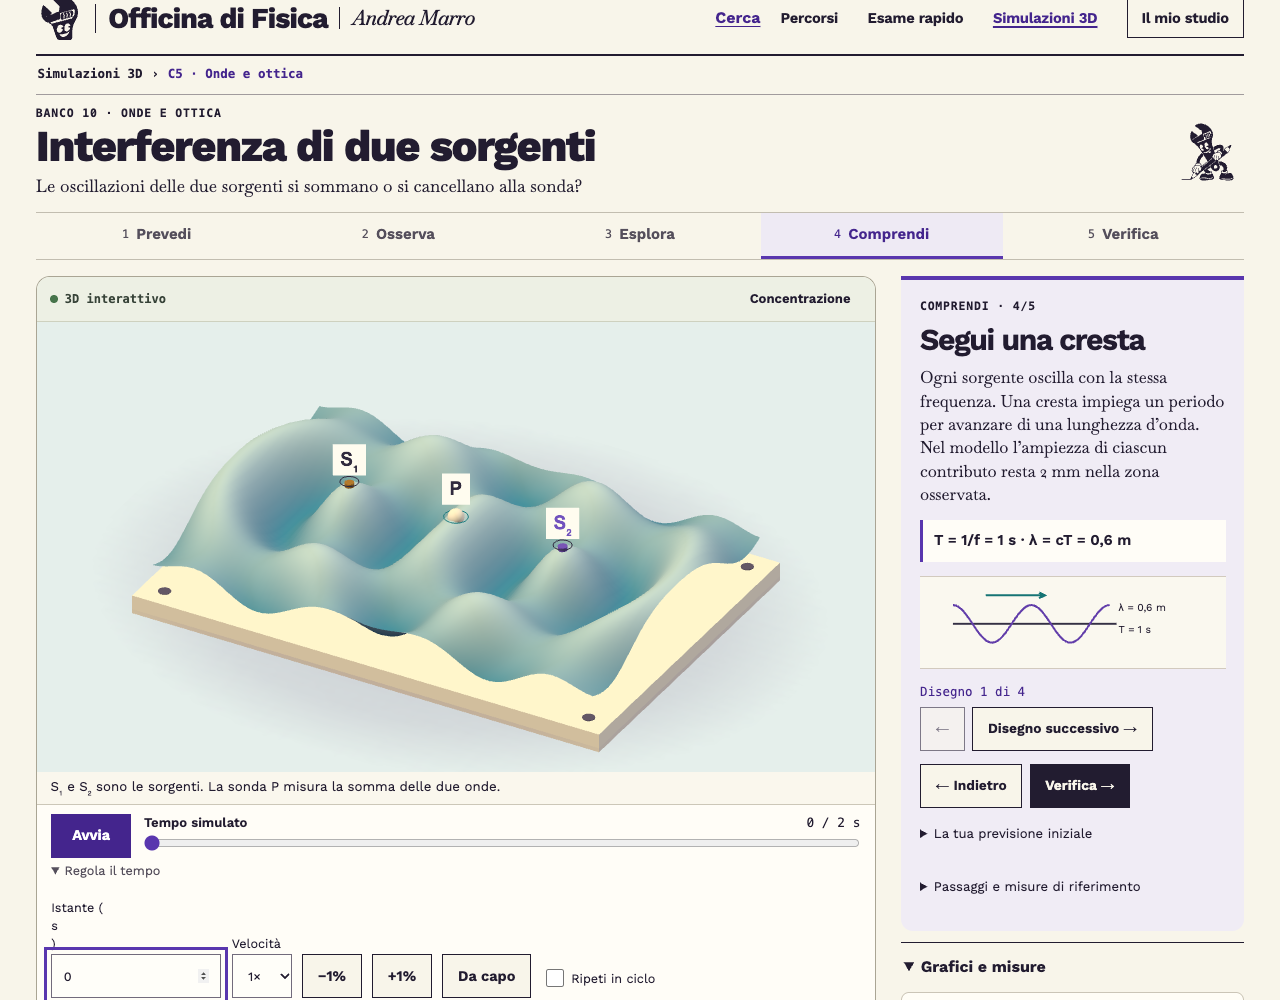 Officina di Fisica
Andrea Marro
Cerca
Percorsi
Esame rapido
Simulazioni 3D
Il mio studio
Simulazioni 3D › C5 · Onde e ottica
BANCO 10 · ONDE E OTTICA
Interferenza di due sorgenti
Le oscillazioni delle due sorgenti si sommano o si cancellano alla sonda?
1 Prevedi
2 Osserva
3 Esplora
4 Comprendi
5 Verifica
3D interattivo
Concentrazione
S₁
P
S₂
S₁ e S₂ sono le sorgenti. La sonda P misura la somma delle due onde.
Avvia
Tempo simulato
0 / 2 s
▼ Regola il tempo
Istante (
s
)
0
Velocità
1×
−1%
+1%
Da capo
Ripeti in ciclo
COMPRENDI · 4/5
Segui una cresta
Ogni sorgente oscilla con la stessa
frequenza. Una cresta impiega un periodo
per avanzare di una lunghezza d’onda.
Nel modello l’ampiezza di ciascun
contributo resta 2 mm nella zona
osservata.
T = 1/f = 1 s · λ = cT = 0,6 m
λ = 0,6 m
T = 1 s
Disegno 1 di 4
←
Disegno successivo →
← Indietro
Verifica →
▶ La tua previsione iniziale
▶ Passaggi e misure di riferimento
▼ Grafici e misure